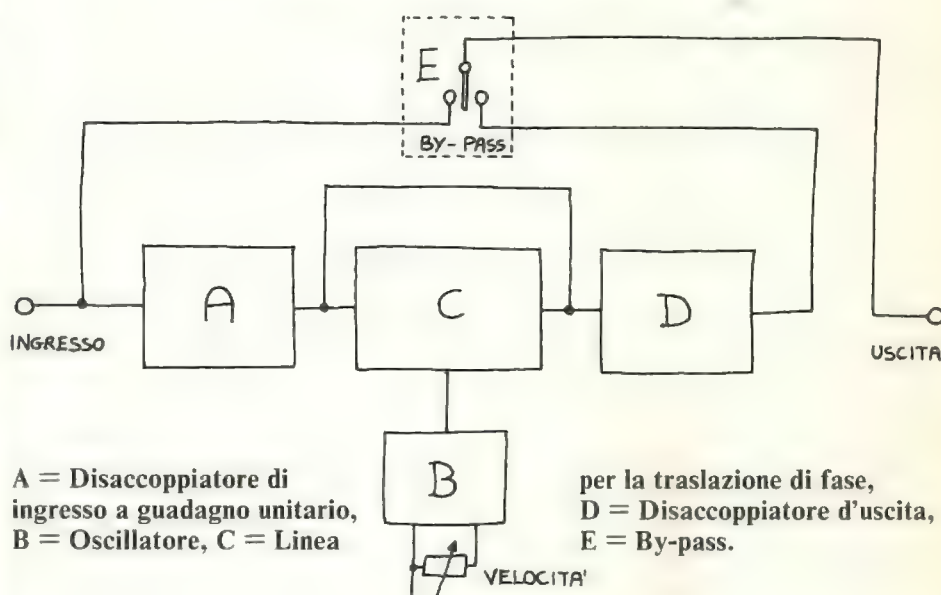 E
BY-PASS
A
C
D
INGRESSO
USCITA
B
VELOCITA'
A = Disaccoppiatore di
ingresso a guadagno unitario,
B = Oscillatore, C = Linea
per la traslazione di fase,
D = Disaccoppiatore d'uscita,
E = By-pass.